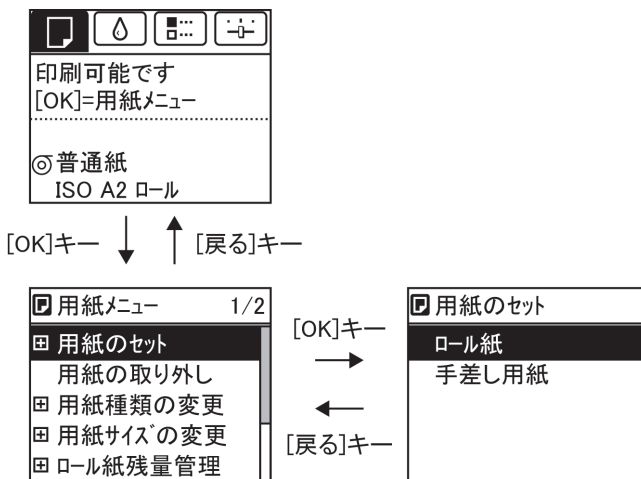 印刷可能です
[OK]=用紙メニュー
普通紙
ISO A2 ロール
[OK]キー
[戻る]キー
用紙メニュー 1/2
用紙のセット
用紙の取り外し
用紙種類の変更
用紙サイズの変更
ロール紙残量管理
[OK]キー
[戻る]キー
用紙のセット
ロール紙
手差し用紙